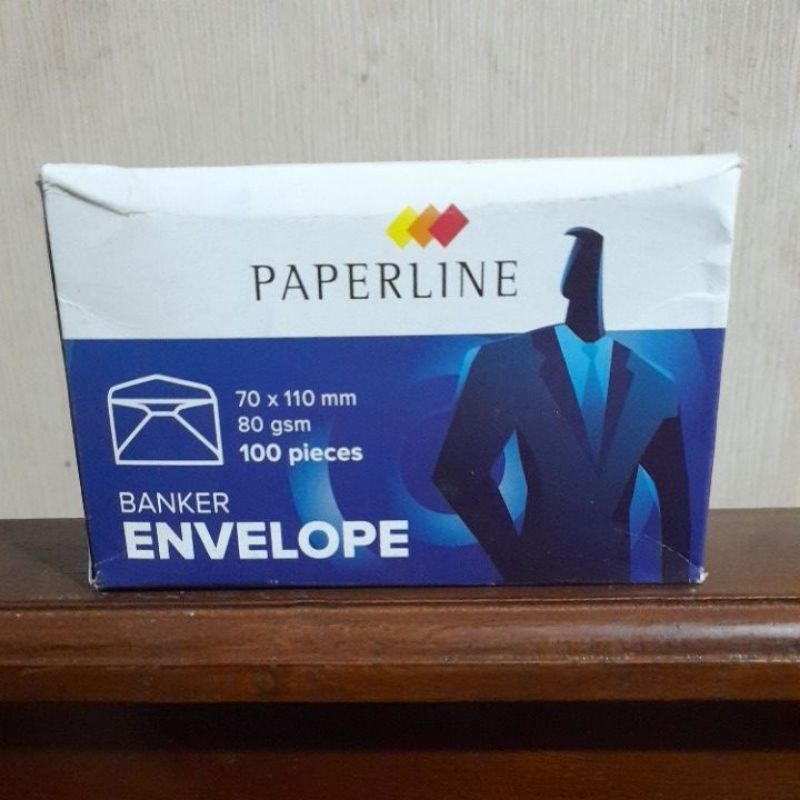 PAPERLINE
70 x 110 mm
80 gsm
100 pieces
BANKER
ENVELOPE